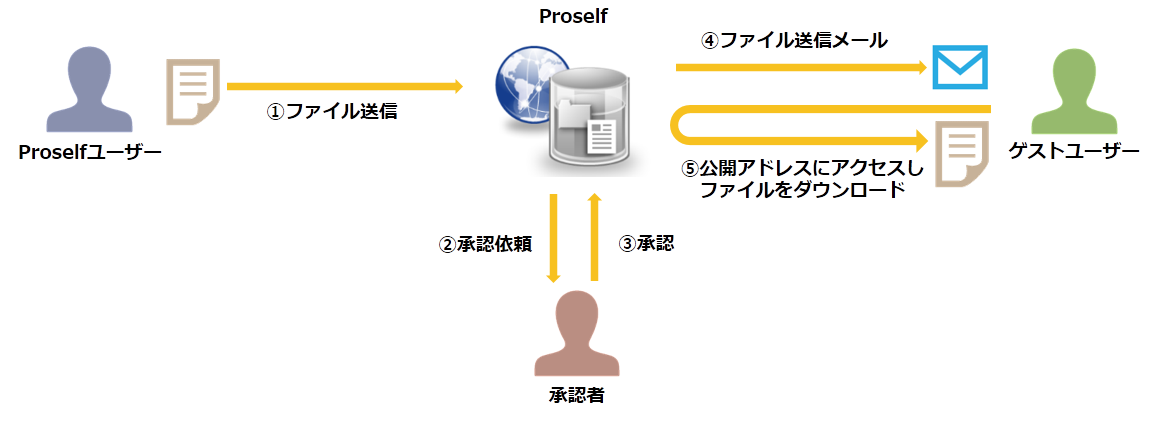 Proself
①ファイル送信
Proselfユーザー
④ファイル送信メール
⑤公開アドレスにアクセスし
ファイルをダウンロード
ゲストユーザー
②承認依頼
③承認
承認者